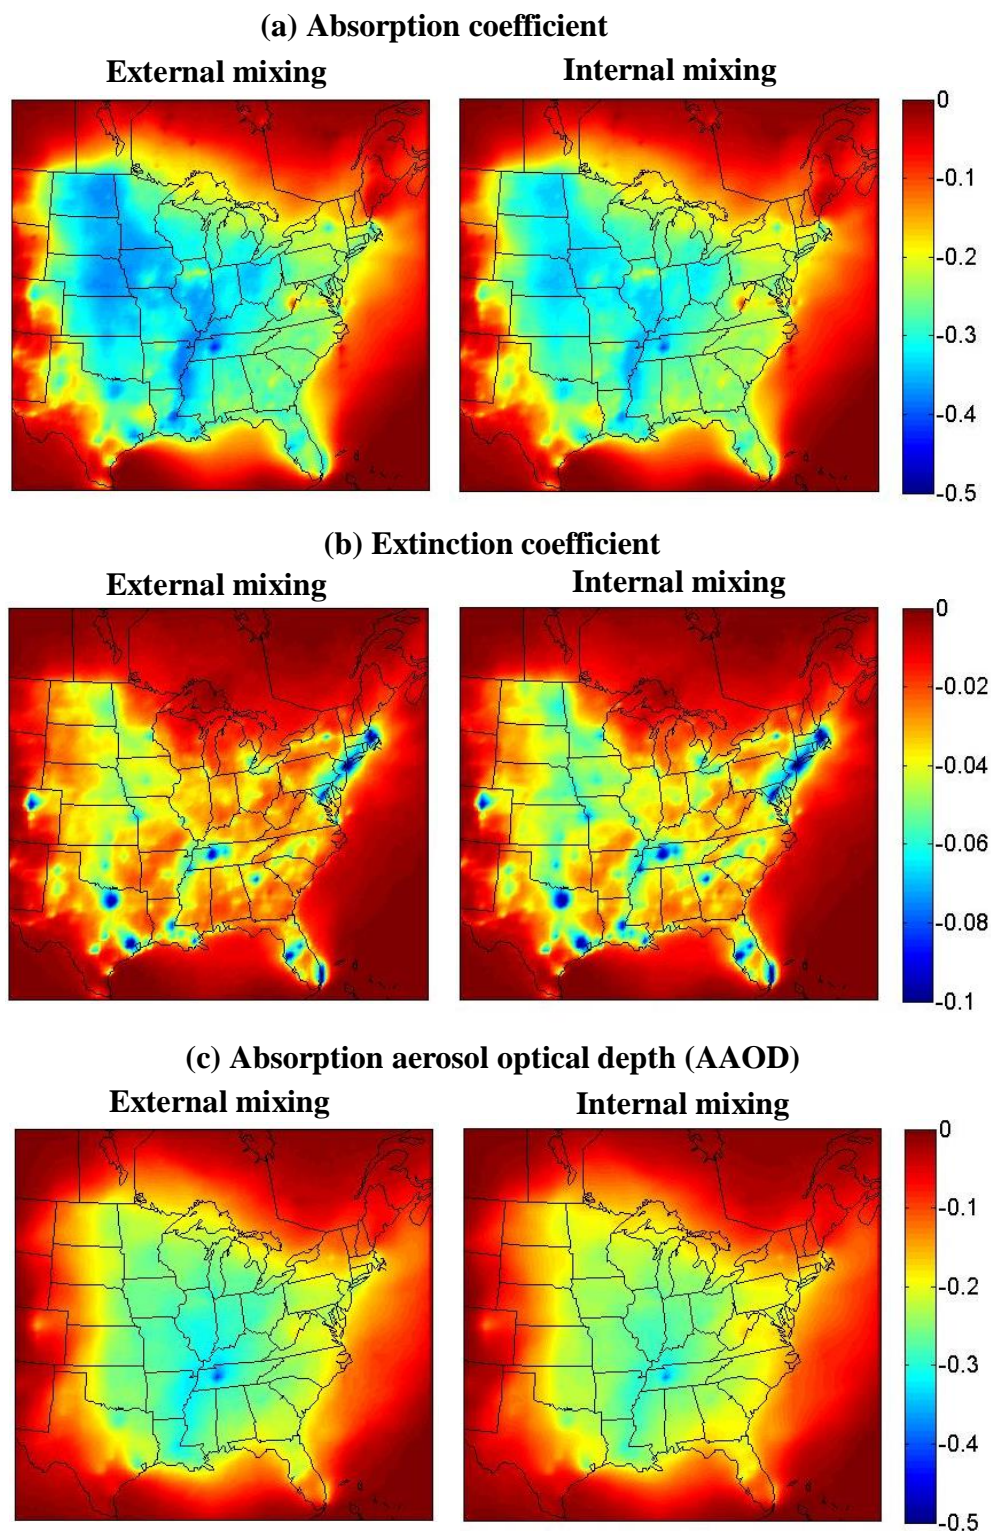 (a) Absorption coefficient
External mixing
Internal mixing
0
-0.1
-0.2
-0.3
-0.4
-0.5
(b) Extinction coefficient
External mixing
Internal mixing
0
-0.02
-0.04
-0.06
-0.08
-0.1
(c) Absorption aerosol optical depth (AAOD)
External mixing
Internal mixing
0
-0.1
-0.2
-0.3
-0.4
-0.5